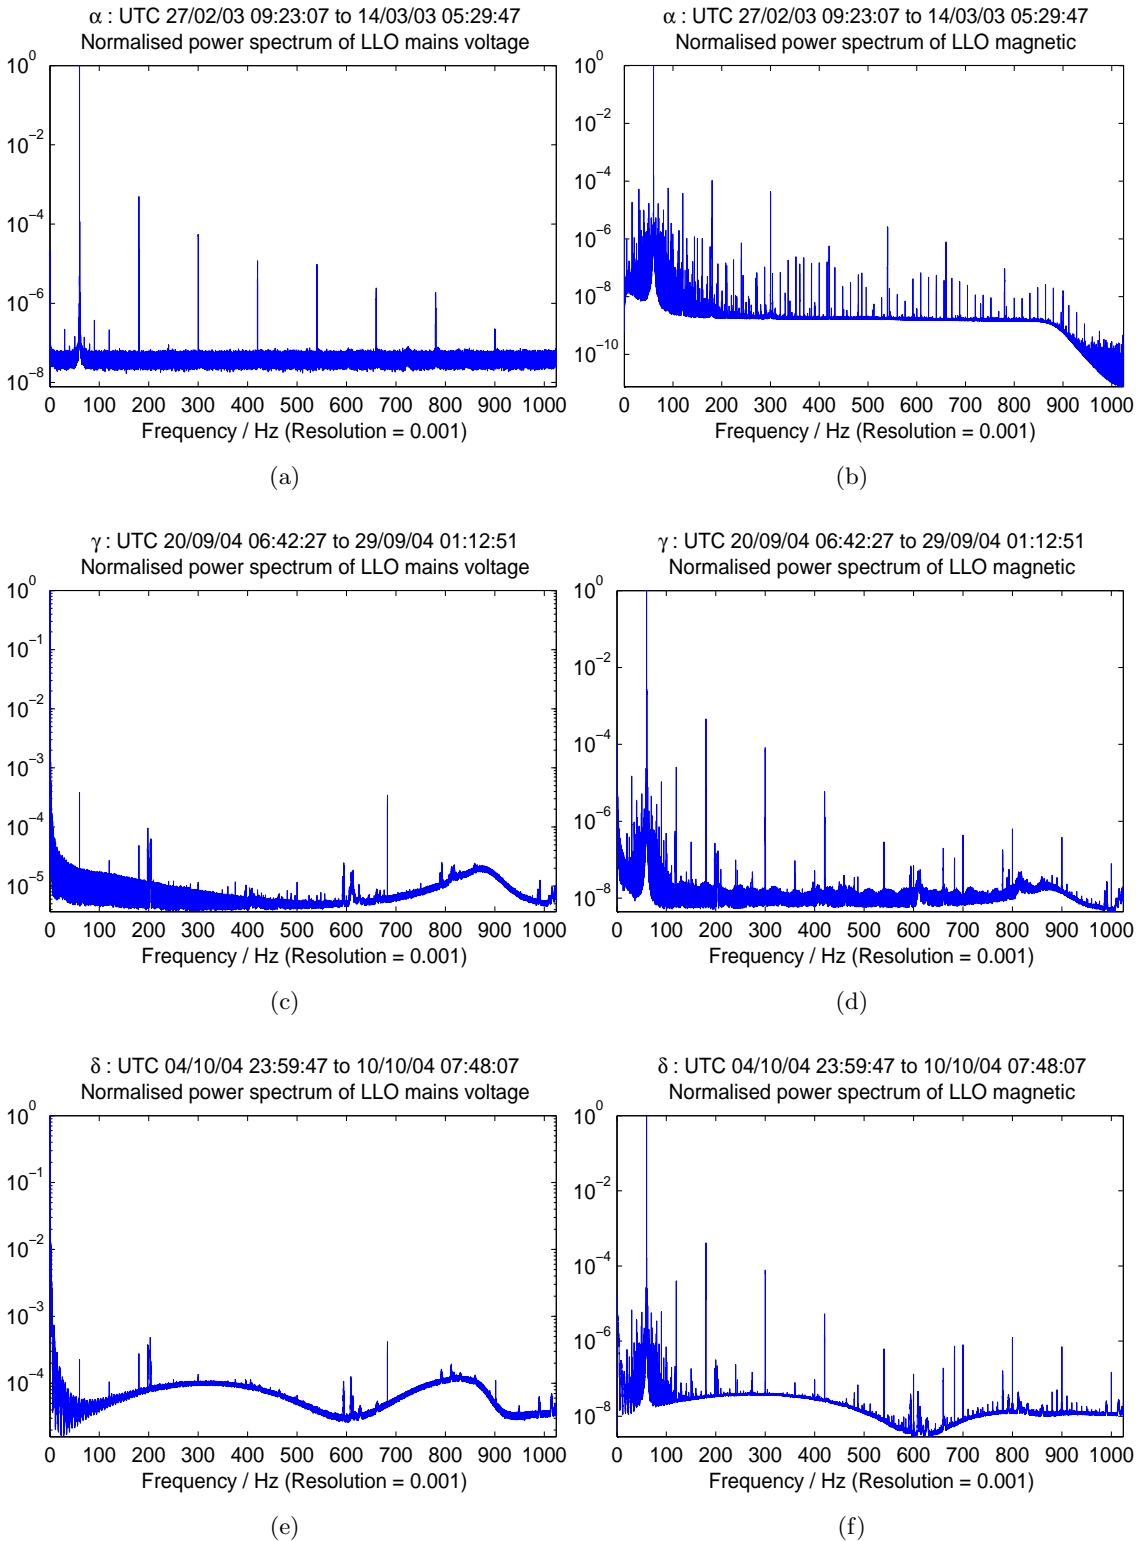 α : UTC 27/02/03 09:23:07 to 14/03/03 05:29:47
Normalised power spectrum of LLO mains voltage
10^0
10^−2
10^−4
10^−6
10^−8
0 100 200 300 400 500 600 700 800 900 1000
Frequency / Hz (Resolution = 0.001)
(a)
α : UTC 27/02/03 09:23:07 to 14/03/03 05:29:47
Normalised power spectrum of LLO magnetic
10^0
10^−2
10^−4
10^−6
10^−8
10^−10
0 100 200 300 400 500 600 700 800 900 1000
Frequency / Hz (Resolution = 0.001)
(b)
γ : UTC 20/09/04 06:42:27 to 29/09/04 01:12:51
Normalised power spectrum of LLO mains voltage
10^0
10^−1
10^−2
10^−3
10^−4
10^−5
0 100 200 300 400 500 600 700 800 900 1000
Frequency / Hz (Resolution = 0.001)
(c)
γ : UTC 20/09/04 06:42:27 to 29/09/04 01:12:51
Normalised power spectrum of LLO magnetic
10^0
10^−2
10^−4
10^−6
10^−8
0 100 200 300 400 500 600 700 800 900 1000
Frequency / Hz (Resolution = 0.001)
(d)
δ : UTC 04/10/04 23:59:47 to 10/10/04 07:48:07
Normalised power spectrum of LLO mains voltage
10^0
10^−1
10^−2
10^−3
10^−4
0 100 200 300 400 500 600 700 800 900 1000
Frequency / Hz (Resolution = 0.001)
(e)
δ : UTC 04/10/04 23:59:47 to 10/10/04 07:48:07
Normalised power spectrum of LLO magnetic
10^0
10^−2
10^−4
10^−6
10^−8
0 100 200 300 400 500 600 700 800 900 1000
Frequency / Hz (Resolution = 0.001)
(f)